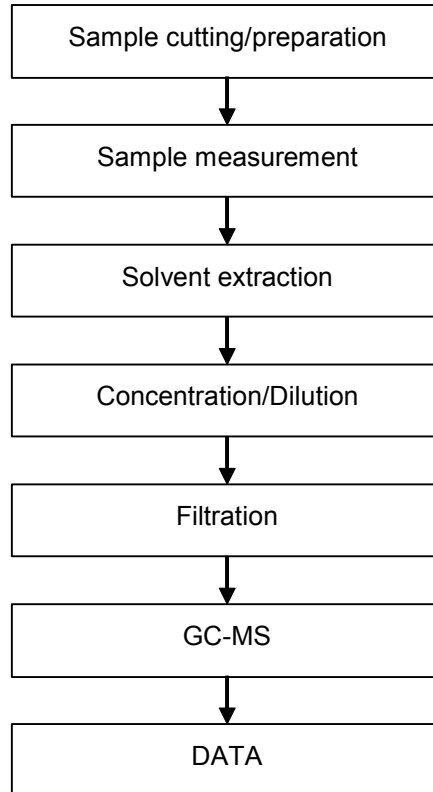 Sample cutting/preparation
Sample measurement
Solvent extraction
Concentration/Dilution
Filtration
GC-MS
DATA